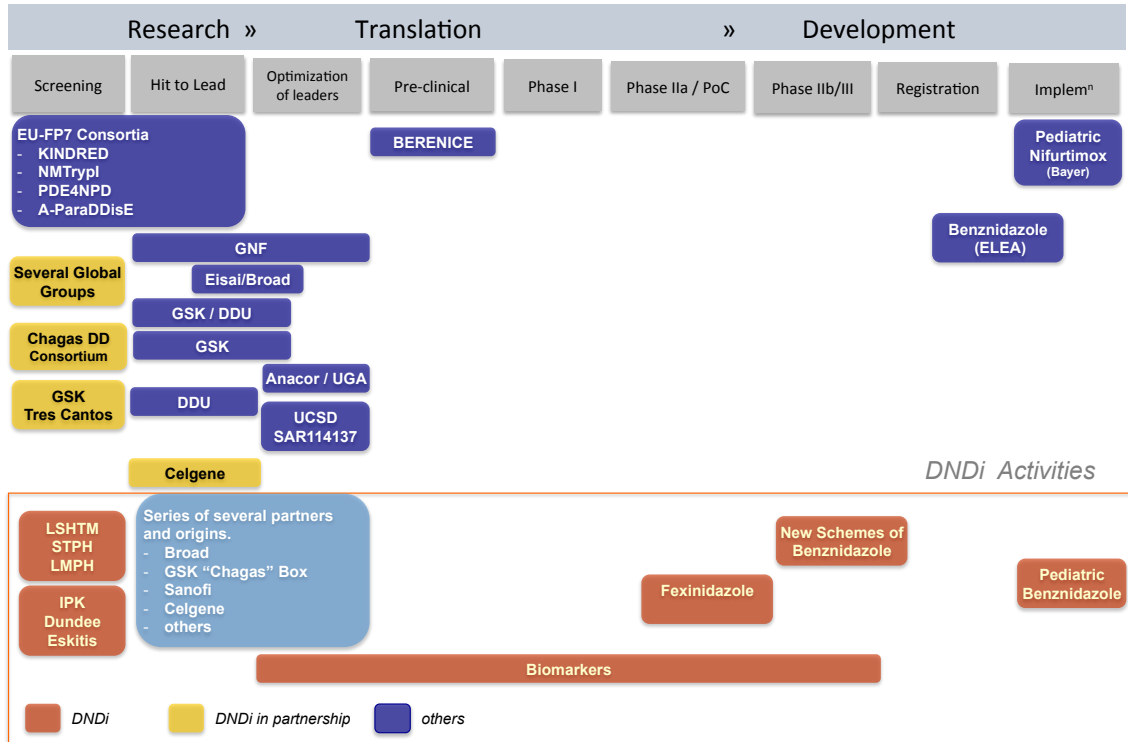 Research » Translation » Development
Screening
Hit to Lead
Optimization
of leaders
Pre-clinical
Phase I
Phase IIa / PoC
Phase IIb/III
Registration
Implemⁿ
EU-FP7 Consortia
- KINDRED
- NMTrypI
- PDE4NPD
- A-ParaDDisE
BERENICE
Pediatric
Nifurtimox
(Bayer)
Benznidazole
(ELEA)
GNF
Several Global
Groups
Eisai/Broad
GSK / DDU
Chagas DD
Consortium
GSK
Anacor / UGA
GSK
Tres Cantos
DDU
UCSD
SAR114137
Celgene
DNDi Activities
LSHTM
STPH
LMPH
Series of several partners
and origins.
- Broad
- GSK “Chagas” Box
- Sanofi
- Celgene
- others
New Schemes of
Benznidazole
Fexinidazole
Pediatric
Benznidazole
IPK
Dundee
Eskitis
Biomarkers
DNDi
DNDi in partnership
others